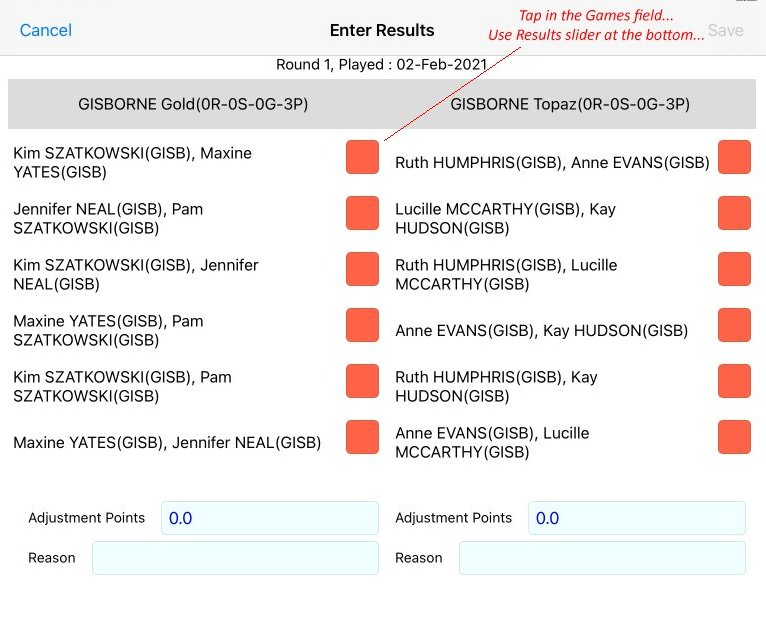 Tap in the Games field...
Cancel
Enter Results
Use Results slider at the bottom...
Save
Round 1, Played : 02-Feb-2021
GISBORNE Gold(0R-0S-0G-3P)
GISBORNE Topaz(0R-0S-0G-3P)
Kim SZATKOWSKI(GISB), Maxine
YATES(GISB)
Ruth HUMPHRIS(GISB), Anne EVANS(GISB)
Jennifer NEAL(GISB), Pam
SZATKOWSKI(GISB)
Lucille MCCARTHY(GISB), Kay
HUDSON(GISB)
Kim SZATKOWSKI(GISB), Jennifer
NEAL(GISB)
Ruth HUMPHRIS(GISB), Lucille
MCCARTHY(GISB)
Maxine YATES(GISB), Pam
SZATKOWSKI(GISB)
Anne EVANS(GISB), Kay HUDSON(GISB)
Kim SZATKOWSKI(GISB), Pam
SZATKOWSKI(GISB)
Ruth HUMPHRIS(GISB), Kay
HUDSON(GISB)
Maxine YATES(GISB), Jennifer NEAL(GISB)
Anne EVANS(GISB), Lucille
MCCARTHY(GISB)
Adjustment Points
0.0
Adjustment Points
0.0
Reason
Reason